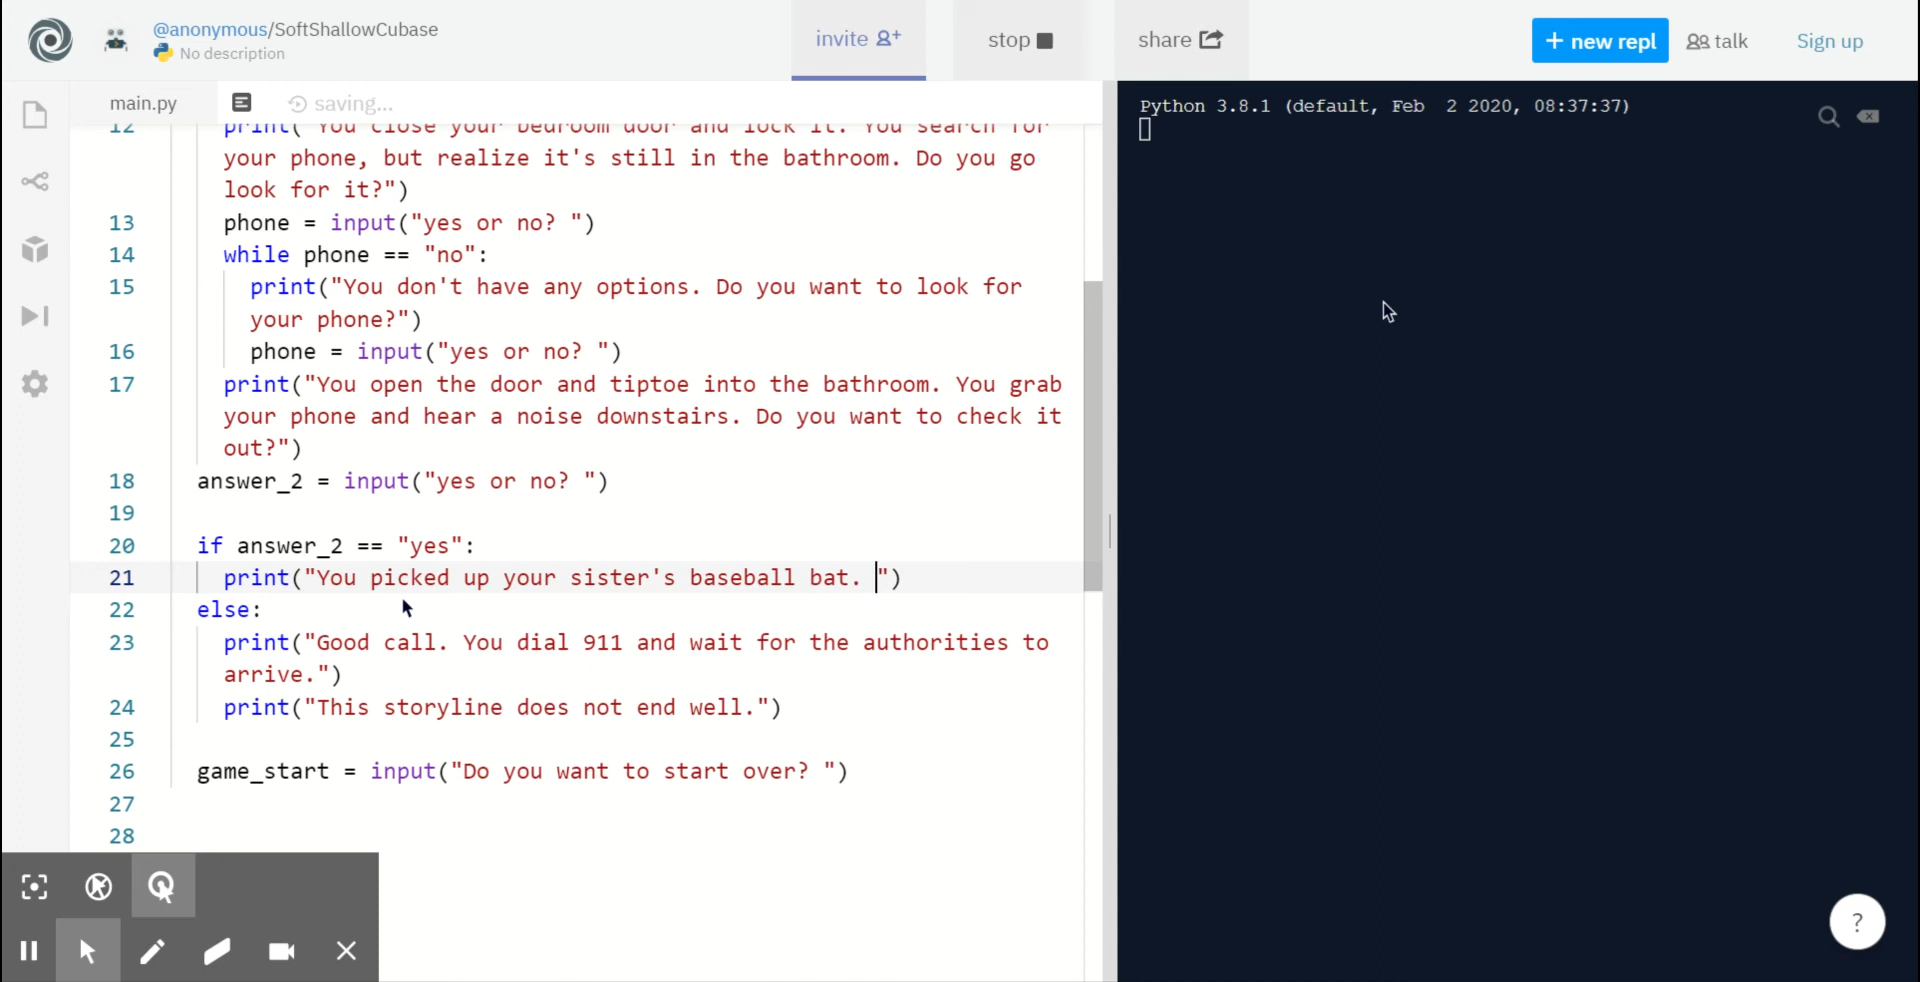 @anonymous/SoftShallowCubase
No description
invite
stop
share
+ new repl
talk
Sign up
main.py
saving...
Python 3.8.1 (default, Feb  2 2020, 08:37:37)
12 print("You close your bedroom door and lock it. You search for
your phone, but realize it's still in the bathroom. Do you go
look for it?")
13 phone = input("yes or no? ")
14 while phone == "no":
15 print("You don't have any options. Do you want to look for
your phone?")
16 phone = input("yes or no? ")
17 print("You open the door and tiptoe into the bathroom. You grab
your phone and hear a noise downstairs. Do you want to check it
out?")
18 answer_2 = input("yes or no? ")
19
20 if answer_2 == "yes":
21 print("You picked up your sister's baseball bat. ")
22 else:
23 print("Good call. You dial 911 and wait for the authorities to
arrive.")
24 print("This storyline does not end well.")
25
26 game_start = input("Do you want to start over? ")
27
28
?